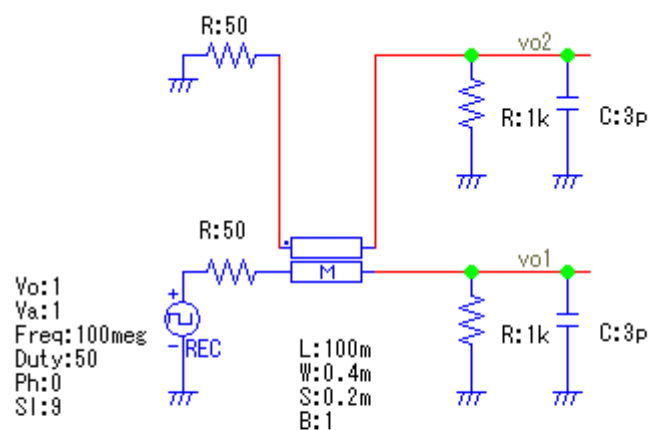 R:50
vo2
R:1k
C:3p
R:50
vo1
M
Vo:1
Va:1
Freq:100meg
Duty:50
Ph:0
Sl:9
+
-
REC
R:1k
C:3p
L:100m
W:0.4m
S:0.2m
B:1